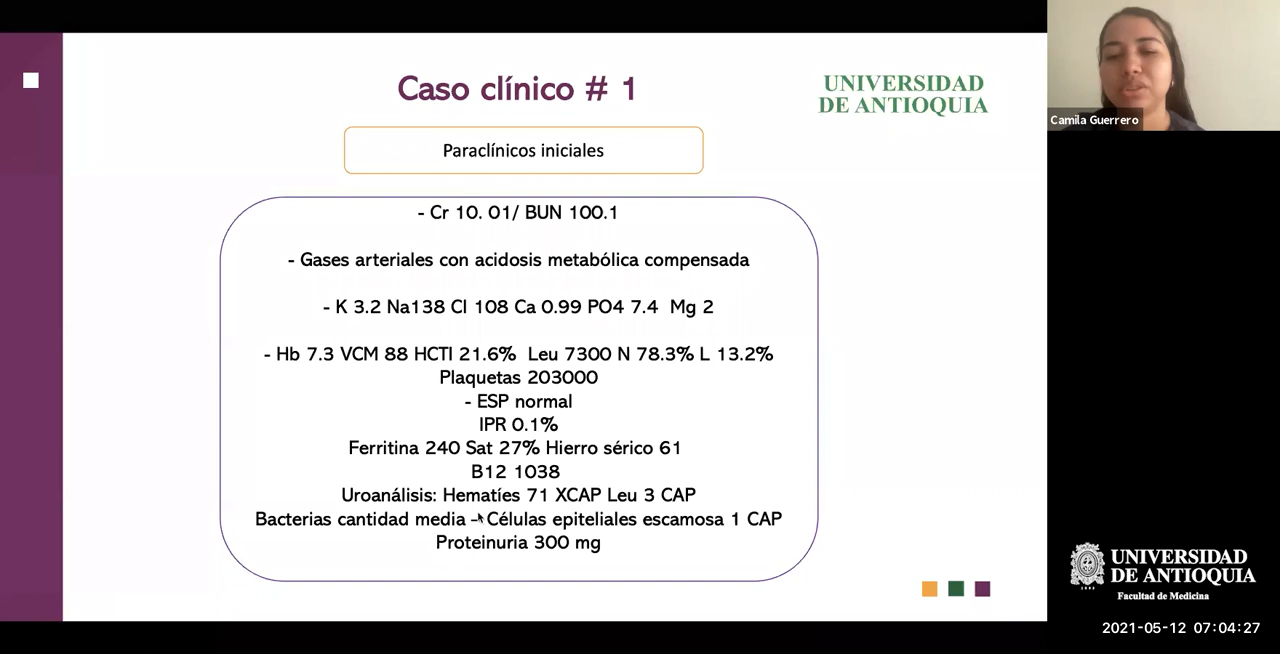 Caso clínico # 1
UNIVERSIDAD
DE ANTIOQUIA
Paraclínicos iniciales
- Cr 10. 01/ BUN 100.1
- Gases arteriales con acidosis metabólica compensada
- K 3.2 Na138 Cl 108 Ca 0.99 PO4 7.4 Mg 2
- Hb 7.3 VCM 88 HCTI 21.6% Leu 7300 N 78.3% L 13.2%
Plaquetas 203000
- ESP normal
IPR 0.1%
Ferritina 240 Sat 27% Hierro sérico 61
B12 1038
Uroanálisis: Hematíes 71 XCAP Leu 3 CAP
Bacterias cantidad media - Células epiteliales escamosa 1 CAP
Proteinuria 300 mg
Camila Guerrero
UNIVERSIDAD
DE ANTIOQUIA
Facultad de Medicina
2021-05-12 07:04:27